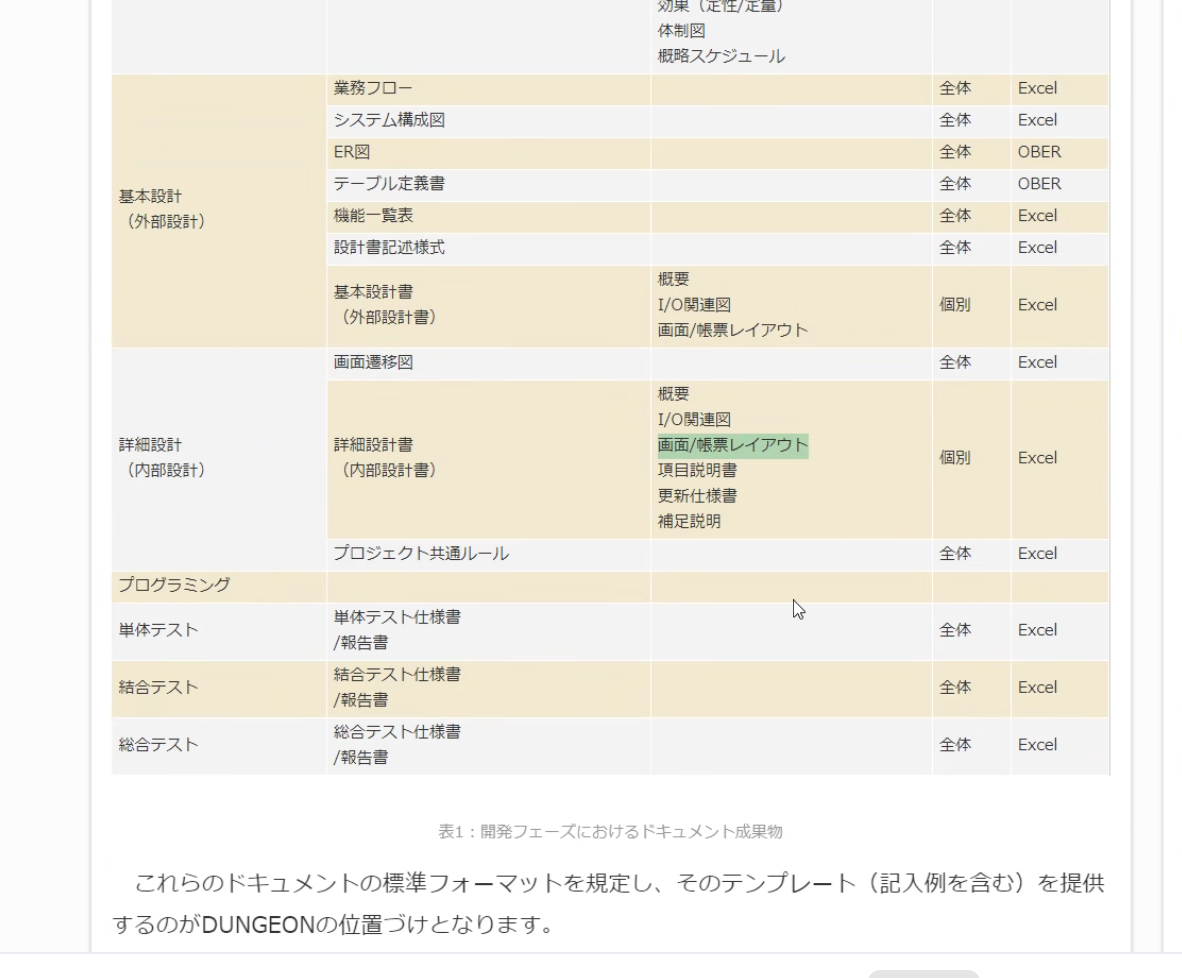 効果（定性/定量）
体制図
概略スケジュール
基本設計
（外部設計）
業務フロー 全体 Excel
システム構成図 全体 Excel
ER図 全体 OBER
テーブル定義書 全体 OBER
機能一覧表 全体 Excel
設計書記述様式 全体 Excel
基本設計書
（外部設計書）
概要
I/O関連図
画面/帳票レイアウト
個別 Excel
詳細設計
（内部設計）
画面遷移図 全体 Excel
詳細設計書
（内部設計書）
概要
I/O関連図
画面/帳票レイアウト
項目説明書
更新仕様書
補足説明
個別 Excel
プロジェクト共通ルール 全体 Excel
プログラミング
単体テスト
単体テスト仕様書
/報告書
全体 Excel
結合テスト
結合テスト仕様書
/報告書
全体 Excel
総合テスト
総合テスト仕様書
/報告書
全体 Excel
表1：開発フェーズにおけるドキュメント成果物
これらのドキュメントの標準フォーマットを規定し、そのテンプレート（記入例を含む）を提供
するのがDUNGEONの位置づけとなります。